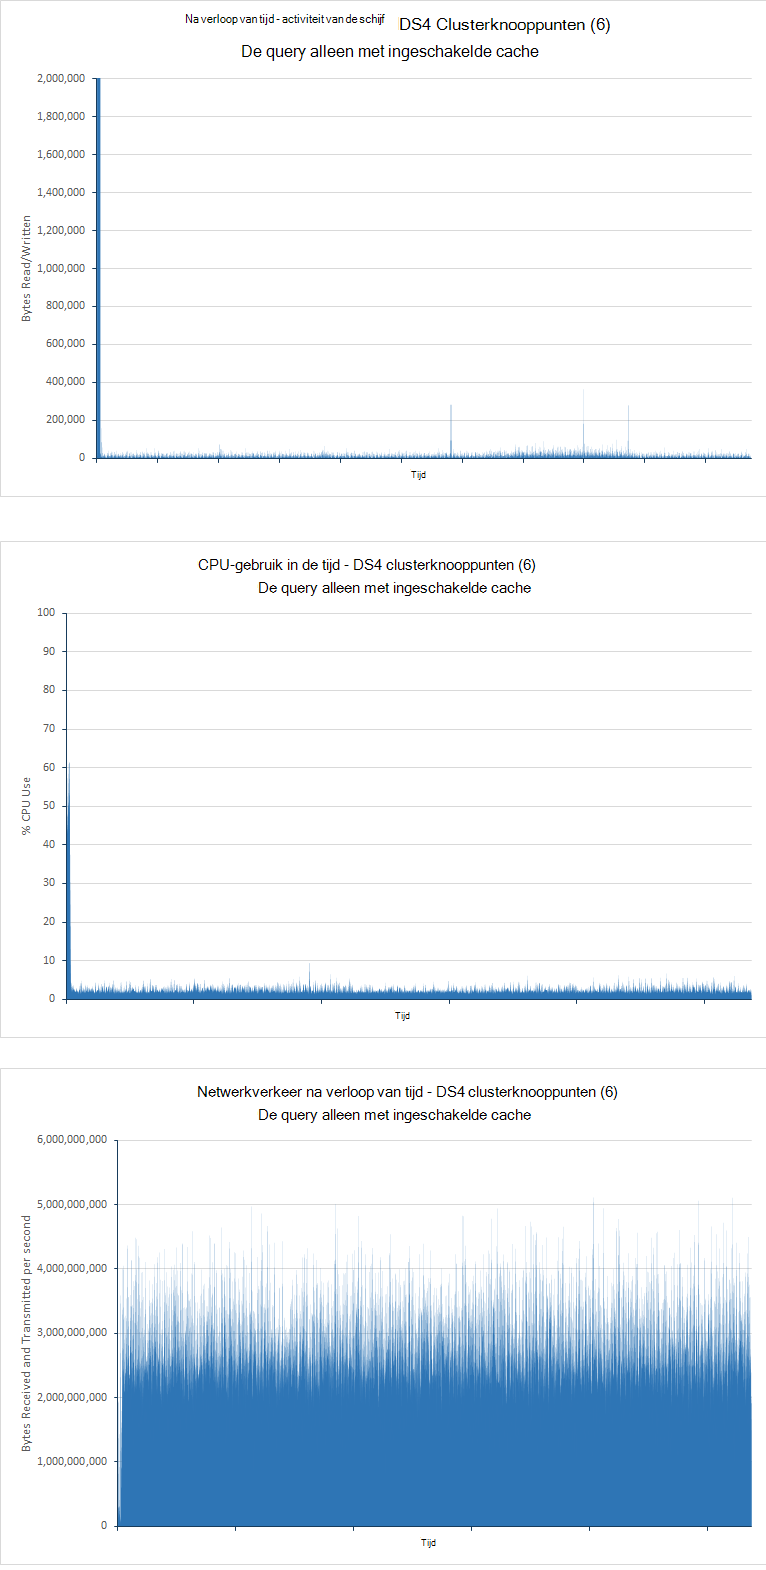 Na verloop van tijd - activiteit van de schijf DS4 Clusterknooppunten (6)
De query alleen met ingeschakelde cache
2,000,000
1,800,000
1,600,000
1,400,000
1,200,000
1,000,000
800,000
600,000
400,000
200,000
0
Bytes Read/Written
Tijd
CPU-gebruik in de tijd - DS4 clusterknooppunten (6)
De query alleen met ingeschakelde cache
100
90
80
70
60
50
40
30
20
10
0
% CPU Use
Tijd
Netwerkverkeer na verloop van tijd - DS4 clusterknooppunten (6)
De query alleen met ingeschakelde cache
6,000,000,000
5,000,000,000
4,000,000,000
3,000,000,000
2,000,000,000
1,000,000,000
0
Bytes Received and Transmitted per second
Tijd